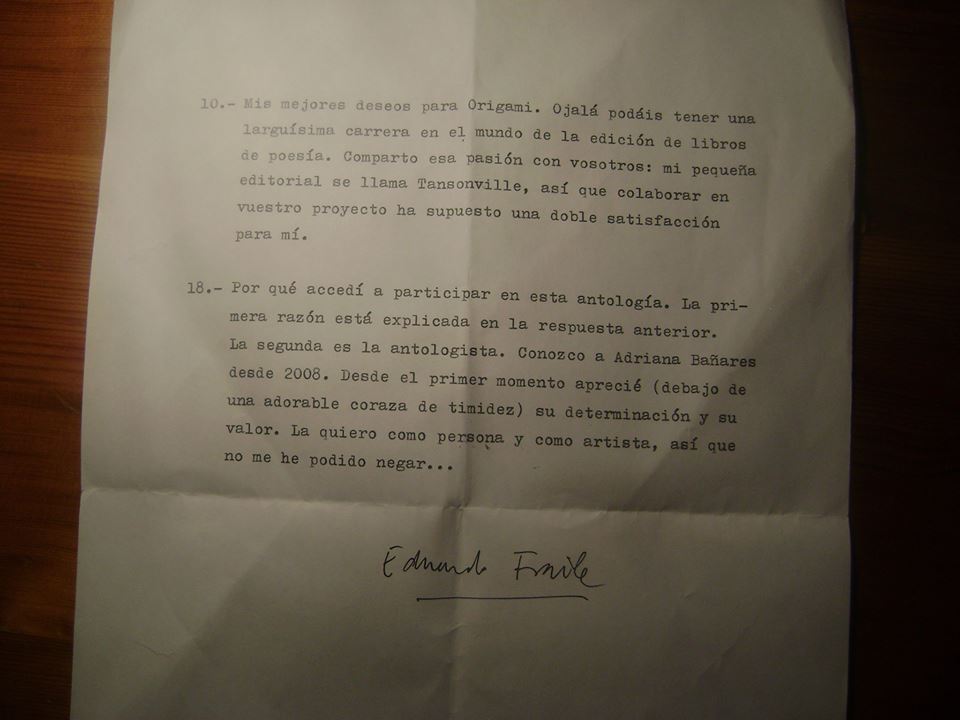 10.- Mis mejores deseos para Origami. Ojalá podáis tener una
larguísima carrera en el mundo de la edición de libros
de poesía. Comparto esa pasión con vosotros: mi pequeña
editorial se llama Tansonville, así que colaborar en
vuestro proyecto ha supuesto una doble satisfacción
para mí.
18.- Por qué accedí a participar en esta antología. La pri-
mera razón está explicada en la respuesta anterior.
La segunda es la antologista. Conozco a Adriana Bañares
desde 2008. Desde el primer momento aprecié (debajo de
una adorable coraza de timidez) su determinación y su
valor. La quiero como persona y como artista, así que
no me he podido negar...
Eduardo Fraile